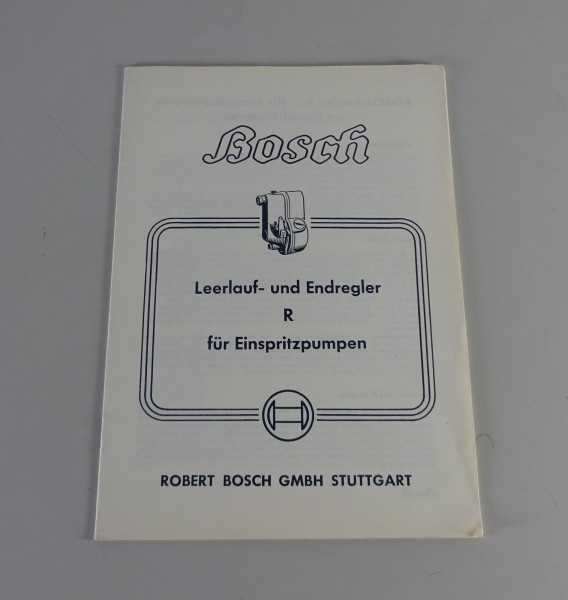 Bosch
Leerlauf- und Endregler
R
für Einspritzpumpen
ROBERT BOSCH GMBH STUTTGART